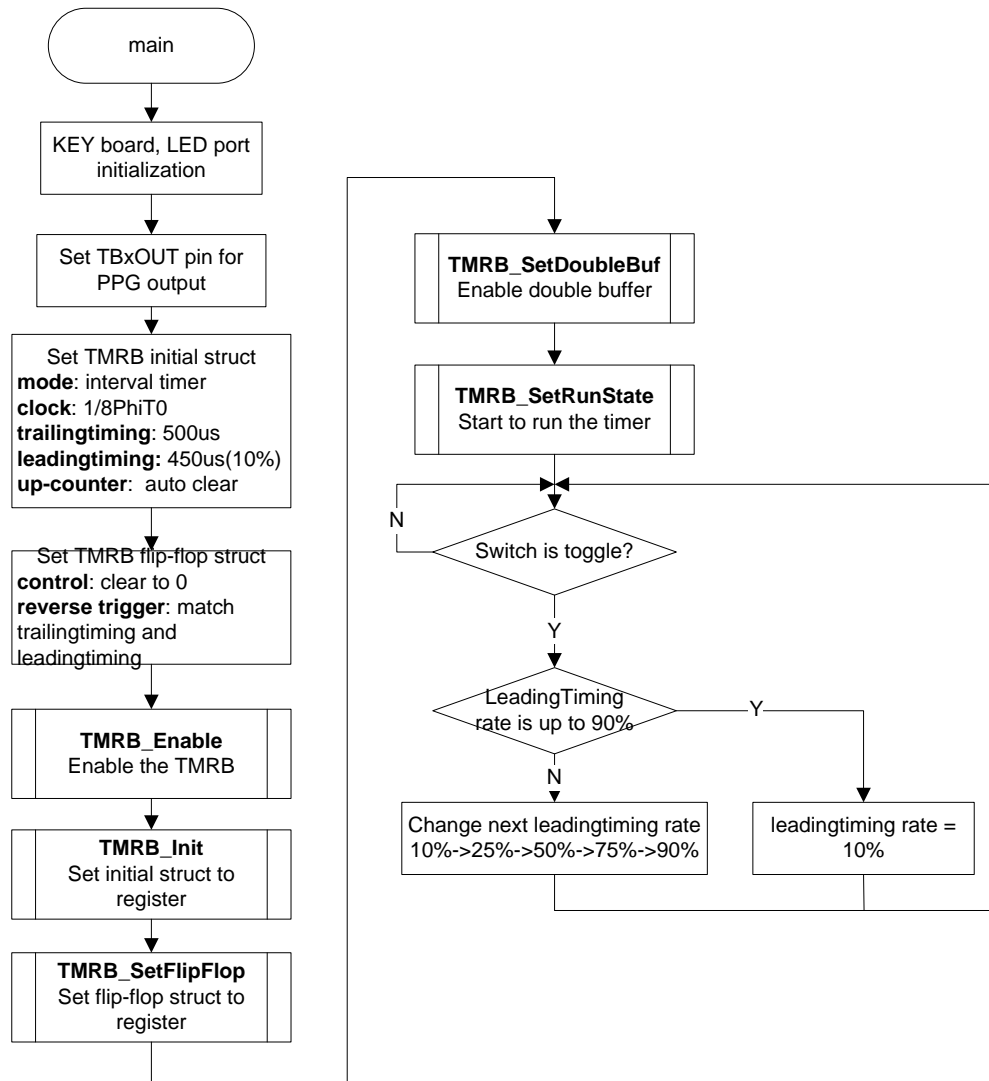 main
KEY board, LED port
initialization
Set TBxOUT pin for
PPG output
Set TMRB initial struct
mode: interval timer
clock: 1/8PhiT0
trailingtiming: 500us
leadingtiming: 450us(10%)
up-counter:  auto clear
Set TMRB flip-flop struct
control: clear to 0
reverse trigger: match
trailingtiming and
leadingtiming
TMRB_Enable
Enable the TMRB
TMRB_Init
Set initial struct to
register
TMRB_SetFlipFlop
Set flip-flop struct to
register
TMRB_SetDoubleBuf
Enable double buffer
TMRB_SetRunState
Start to run the timer
N
Switch is toggle?
Y
LeadingTiming
rate is up to 90%
Y
N
Change next leadingtiming rate
10%->25%->50%->75%->90%
leadingtiming rate =
10%